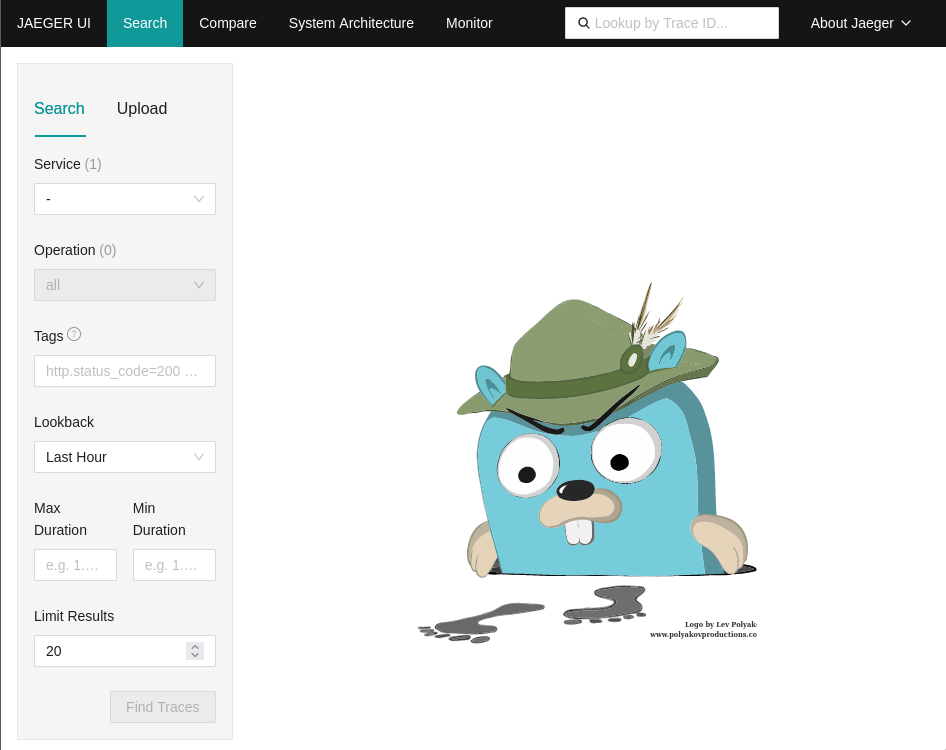 JAEGER UI Search Compare System Architecture Monitor Lookup by Trace ID... About Jaeger
Search Upload
Service (1)
-
Operation (0)
all
Tags ?
http.status_code=200 ...
Lookback
Last Hour
Max Duration
Min Duration
e.g. 1.... e.g. 1....
Limit Results
20
Find Traces
Logo by Lev Polyak
www.polyakovproductions.co